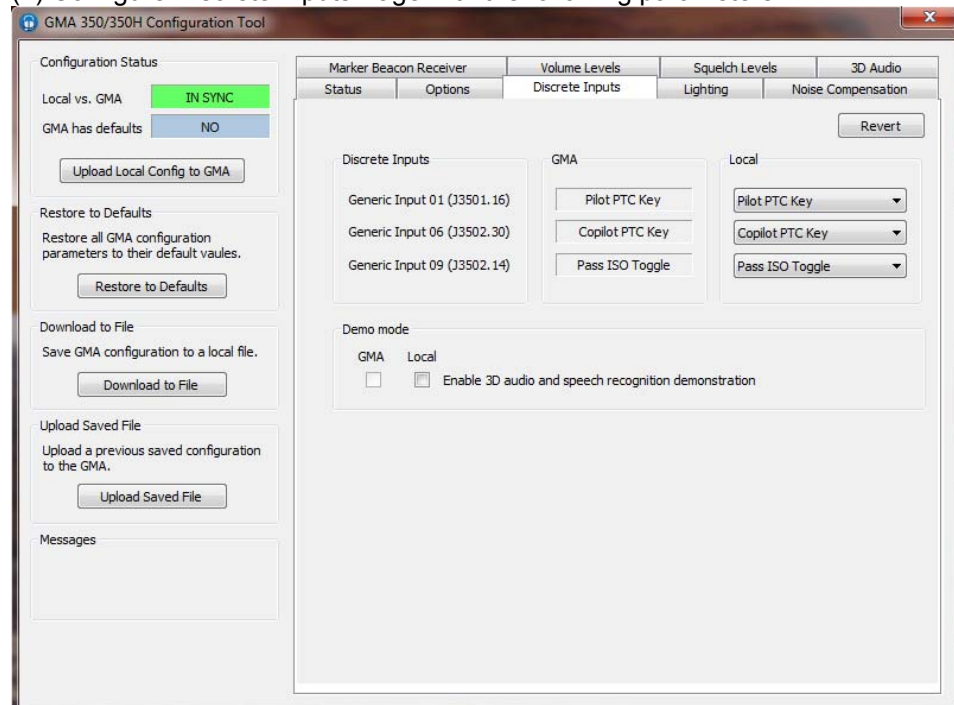 GMA 350/350H Configuration Tool
x
Configuration Status
Local vs. GMA IN SYNC
GMA has defaults NO
Upload Local Config to GMA
Restore to Defaults
Restore all GMA configuration
parameters to their default vaules.
Restore to Defaults
Download to File
Save GMA configuration to a local file.
Download to File
Upload Saved File
Upload a previous saved configuration
to the GMA.
Upload Saved File
Messages
Marker Beacon Receiver Volume Levels Squelch Levels 3D Audio
Status Options Discrete Inputs Lighting Noise Compensation
Revert
Discrete Inputs GMA Local
Generic Input 01 (J3501.16) Pilot PTC Key Pilot PTC Key
Generic Input 06 (J3502.30) Copilot PTC Key Copilot PTC Key
Generic Input 09 (J3502.14) Pass ISO Toggle Pass ISO Toggle
Demo mode
GMA Local
Enable 3D audio and speech recognition demonstration